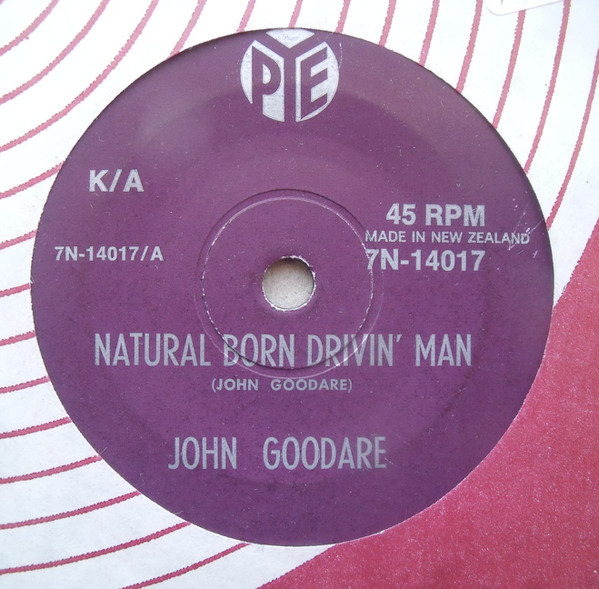 PYE
K/A
45 RPM
MADE IN NEW ZEALAND
7N-14017/A
7N-14017
NATURAL BORN DRIVIN' MAN
(JOHN GOODARE)
JOHN GOODARE